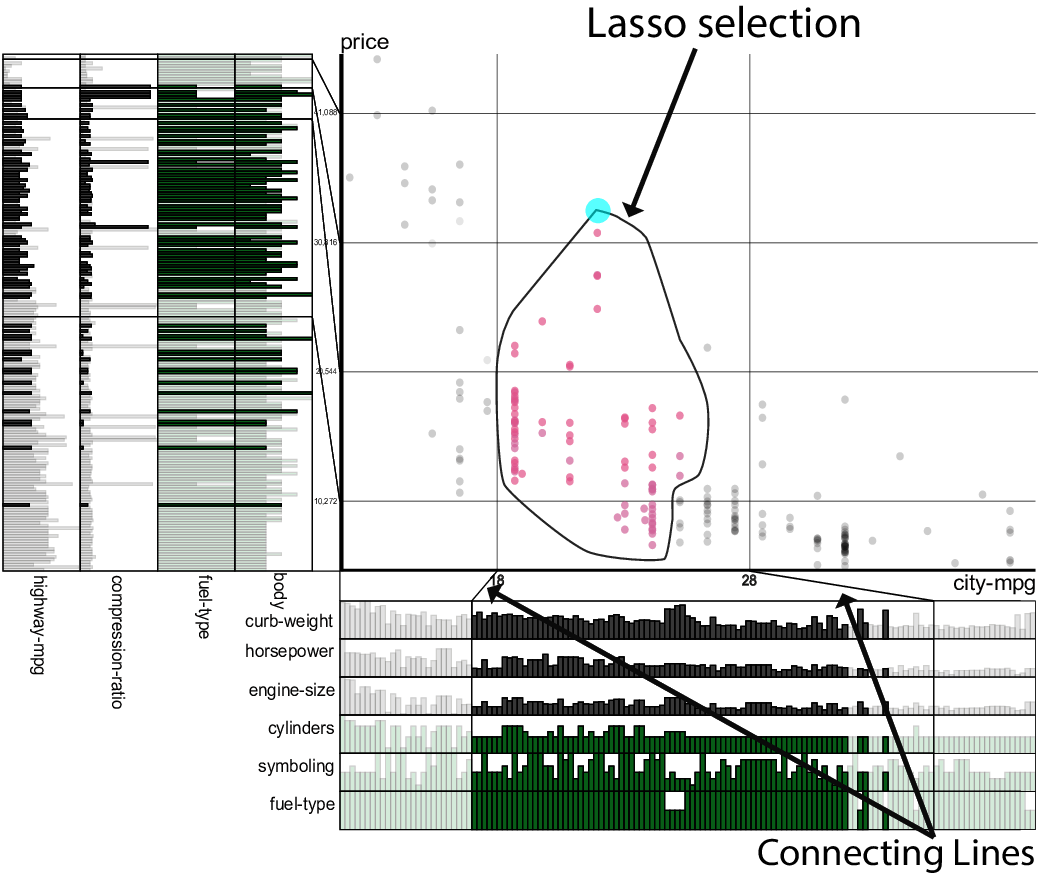 Lasso selection
price
41,088
30,816
20,544
10,272
18
28
city-mpg
highway-mpg
compression-ratio
fuel-type
body
curb-weight
horsepower
engine-size
cylinders
symboling
fuel-type
Connecting Lines